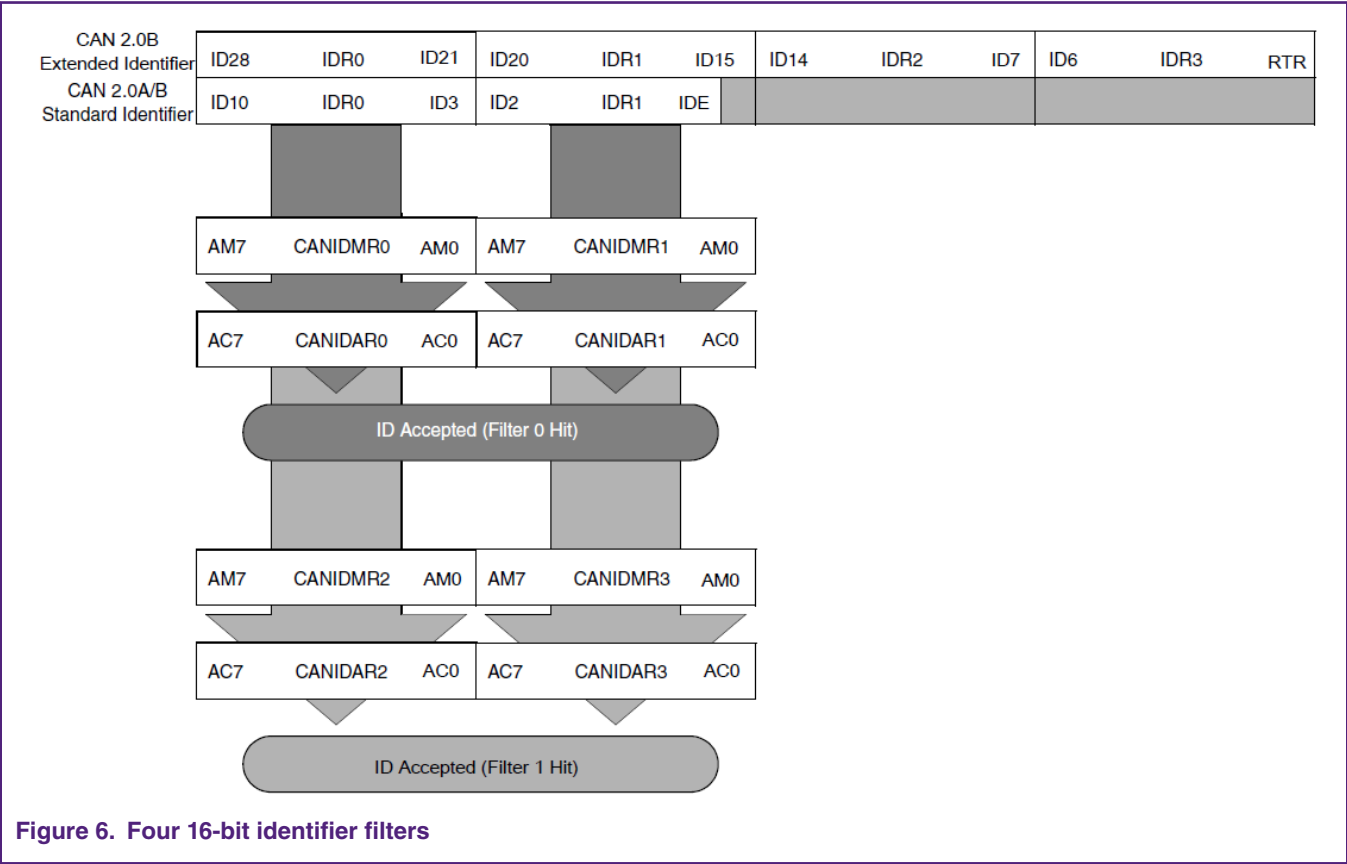 CAN 2.0B
Extended Identifier ID28 IDR0 ID21 ID20 IDR1 ID15 ID14 IDR2 ID7 ID6 IDR3 RTR
CAN 2.0A/B
Standard Identifier ID10 IDR0 ID3 ID2 IDR1 IDE
AM7 CANIDMR0 AM0 AM7 CANIDMR1 AM0
AC7 CANIDAR0 AC0 AC7 CANIDAR1 AC0
ID Accepted (Filter 0 Hit)
AM7 CANIDMR2 AM0 AM7 CANIDMR3 AM0
AC7 CANIDAR2 AC0 AC7 CANIDAR3 AC0
ID Accepted (Filter 1 Hit)
Figure 6. Four 16-bit identifier filters